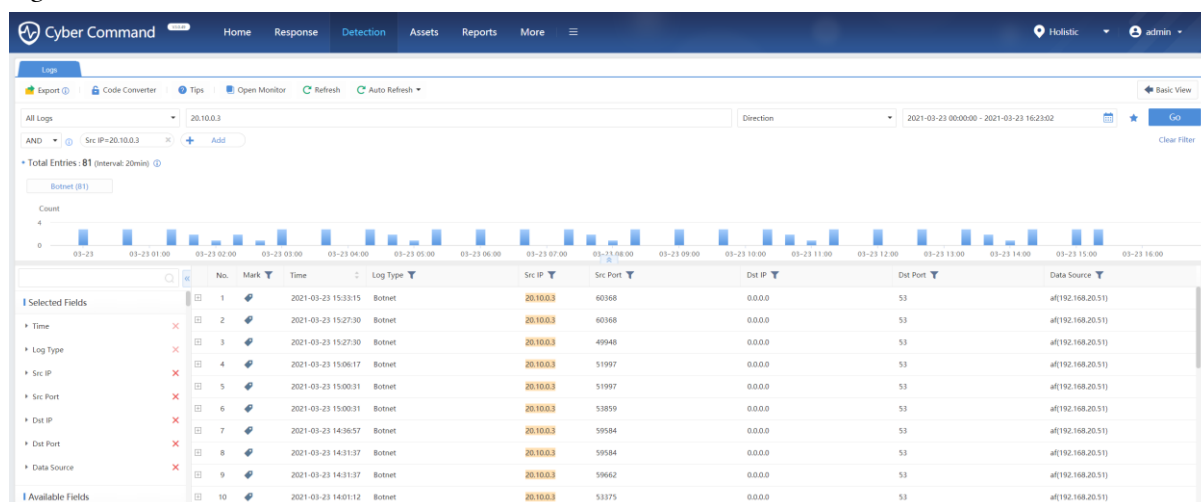 Cyber Command
Home Response Detection Assets Reports More
Holistic admin
Logs
Export Code Converter Tips Open Monitor Refresh Auto Refresh Basic View
All Logs 20.10.0.3 Direction 2021-03-23 00:00:00 - 2021-03-23 16:23:02 Go
AND Src IP=20.10.0.3 × + Add Clear Filter
Total Entries : 81 (Interval: 20min)
Botnet (81)
Count
4
0
03-23 03-23 01:00 03-23 02:00 03-23 03:00 03-23 04:00 03-23 05:00 03-23 06:00 03-23 07:00 03-23 08:00 03-23 09:00 03-23 10:00 03-23 11:00 03-23 12:00 03-23 13:00 03-23 14:00 03-23 15:00 03-23 16:00
No. Mark Time Log Type Src IP Src Port Dst IP Dst Port Data Source
Selected Fields
Time
Log Type
Src IP
Src Port
Dst IP
Dst Port
Data Source
Available Fields
1 2021-03-23 15:33:15 Botnet 20.10.0.3 60368 0.0.0.0 53 af(192.168.20.51)
2 2021-03-23 15:27:30 Botnet 20.10.0.3 60368 0.0.0.0 53 af(192.168.20.51)
3 2021-03-23 15:27:30 Botnet 20.10.0.3 49948 0.0.0.0 53 af(192.168.20.51)
4 2021-03-23 15:06:17 Botnet 20.10.0.3 51997 0.0.0.0 53 af(192.168.20.51)
5 2021-03-23 15:00:31 Botnet 20.10.0.3 51997 0.0.0.0 53 af(192.168.20.51)
6 2021-03-23 15:00:31 Botnet 20.10.0.3 53859 0.0.0.0 53 af(192.168.20.51)
7 2021-03-23 14:36:57 Botnet 20.10.0.3 59584 0.0.0.0 53 af(192.168.20.51)
8 2021-03-23 14:31:37 Botnet 20.10.0.3 59584 0.0.0.0 53 af(192.168.20.51)
9 2021-03-23 14:31:37 Botnet 20.10.0.3 59662 0.0.0.0 53 af(192.168.20.51)
10 2021-03-23 14:01:12 Botnet 20.10.0.3 53375 0.0.0.0 53 af(192.168.20.51)